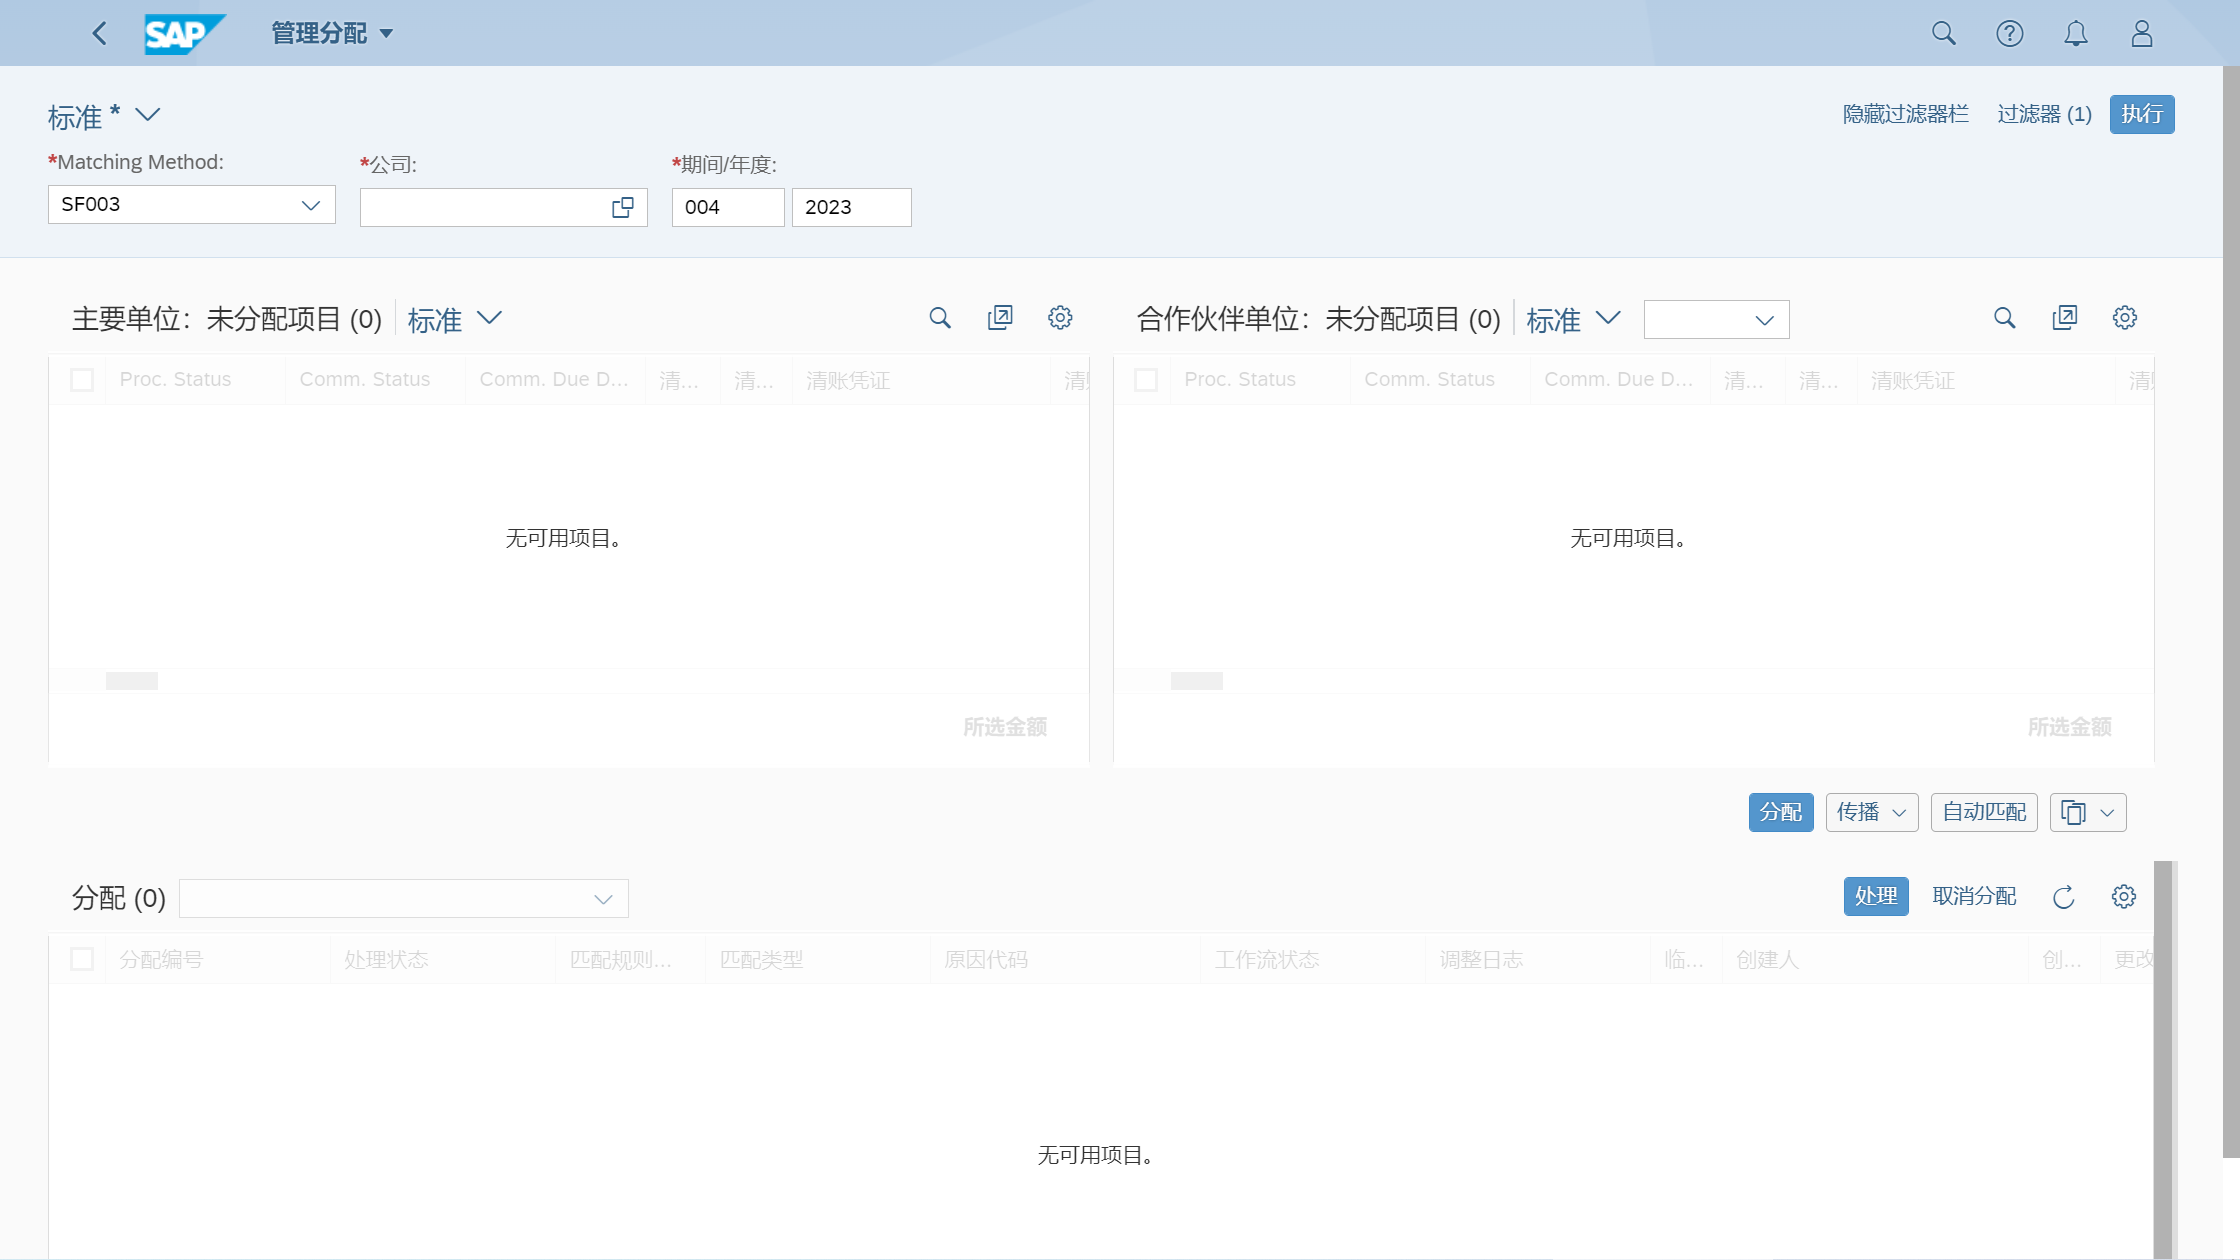 SAP 管理分配
标准 *
隐藏过滤器栏 过滤器 (1) 执行
*Matching Method: *公司: *期间/年度:
SF003 004 2023
主要单位：未分配项目 (0) 标准
合作伙伴单位：未分配项目 (0) 标准
Proc. Status Comm. Status Comm. Due D... 清... 清... 清账凭证 清
Proc. Status Comm. Status Comm. Due D... 清... 清... 清账凭证 清
无可用项目。
无可用项目。
所选金额
所选金额
分配 传播 自动匹配
分配 (0)
处理 取消分配
分配编号 处理状态 匹配规则... 匹配类型 原因代码 工作流状态 调整日志 临... 创建人 创... 更改
无可用项目。